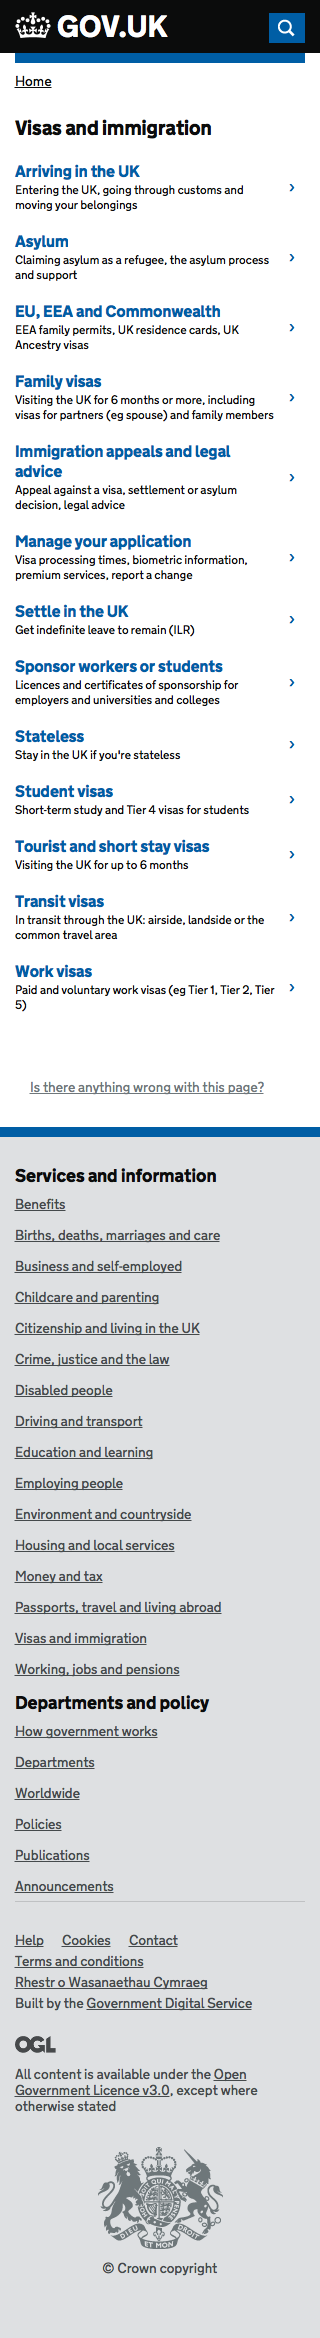 GOV.UK
Home
Visas and immigration
Arriving in the UK
Entering the UK, going through customs and
moving your belongings
Asylum
Claiming asylum as a refugee, the asylum process
and support
EU, EEA and Commonwealth
EEA family permits, UK residence cards, UK
Ancestry visas
Family visas
Visiting the UK for 6 months or more, including
visas for partners (eg spouse) and family members
Immigration appeals and legal
advice
Appeal against a visa, settlement or asylum
decision, legal advice
Manage your application
Visa processing times, biometric information,
premium services, report a change
Settle in the UK
Get indefinite leave to remain (ILR)
Sponsor workers or students
Licences and certificates of sponsorship for
employers and universities and colleges
Stateless
Stay in the UK if you're stateless
Student visas
Short-term study and Tier 4 visas for students
Tourist and short stay visas
Visiting the UK for up to 6 months
Transit visas
In transit through the UK: airside, landside or the
common travel area
Work visas
Paid and voluntary work visas (eg Tier 1, Tier 2, Tier
5)
Is there anything wrong with this page?
Services and information
Benefits
Births, deaths, marriages and care
Business and self-employed
Childcare and parenting
Citizenship and living in the UK
Crime, justice and the law
Disabled people
Driving and transport
Education and learning
Employing people
Environment and countryside
Housing and local services
Money and tax
Passports, travel and living abroad
Visas and immigration
Working, jobs and pensions
Departments and policy
How government works
Departments
Worldwide
Policies
Publications
Announcements
Help Cookies Contact
Terms and conditions
Rhestr o Wasanaethau Cymraeg
Built by the Government Digital Service
OGL
All content is available under the Open
Government Licence v3.0, except where
otherwise stated
DIEU ET MON DROIT
© Crown copyright